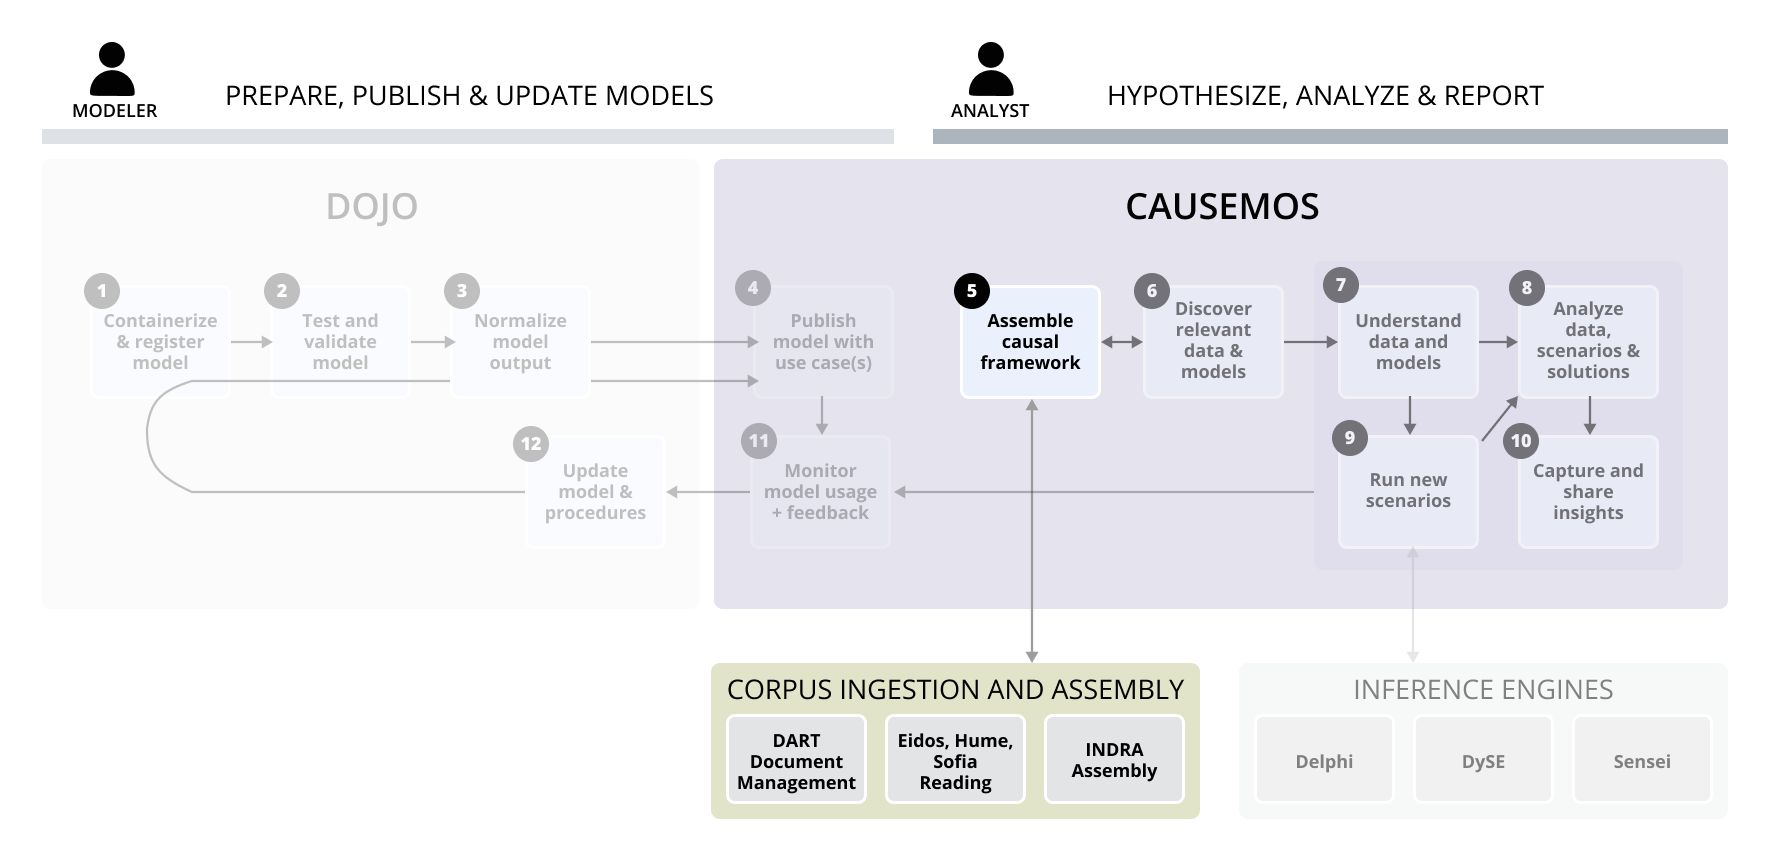 MODELER
PREPARE, PUBLISH & UPDATE MODELS
ANALYST
HYPOTHESIZE, ANALYZE & REPORT
DOJO
1
Containerize
& register
model
2
Test and
validate
model
3
Normalize
model
output
12
Update
model &
procedures
CAUSEMOS
4
Publish
model with
use case(s)
5
Assemble
causal
framework
6
Discover
relevant
data &
models
7
Understand
data and
models
8
Analyze
data,
scenarios &
solutions
11
Monitor
model usage
+ feedback
9
Run new
scenarios
10
Capture and
share
insights
CORPUS INGESTION AND ASSEMBLY
DART
Document
Management
Eidos, Hume,
Sofia
Reading
INDRA
Assembly
INFERENCE ENGINES
Delphi
DySE
Sensei